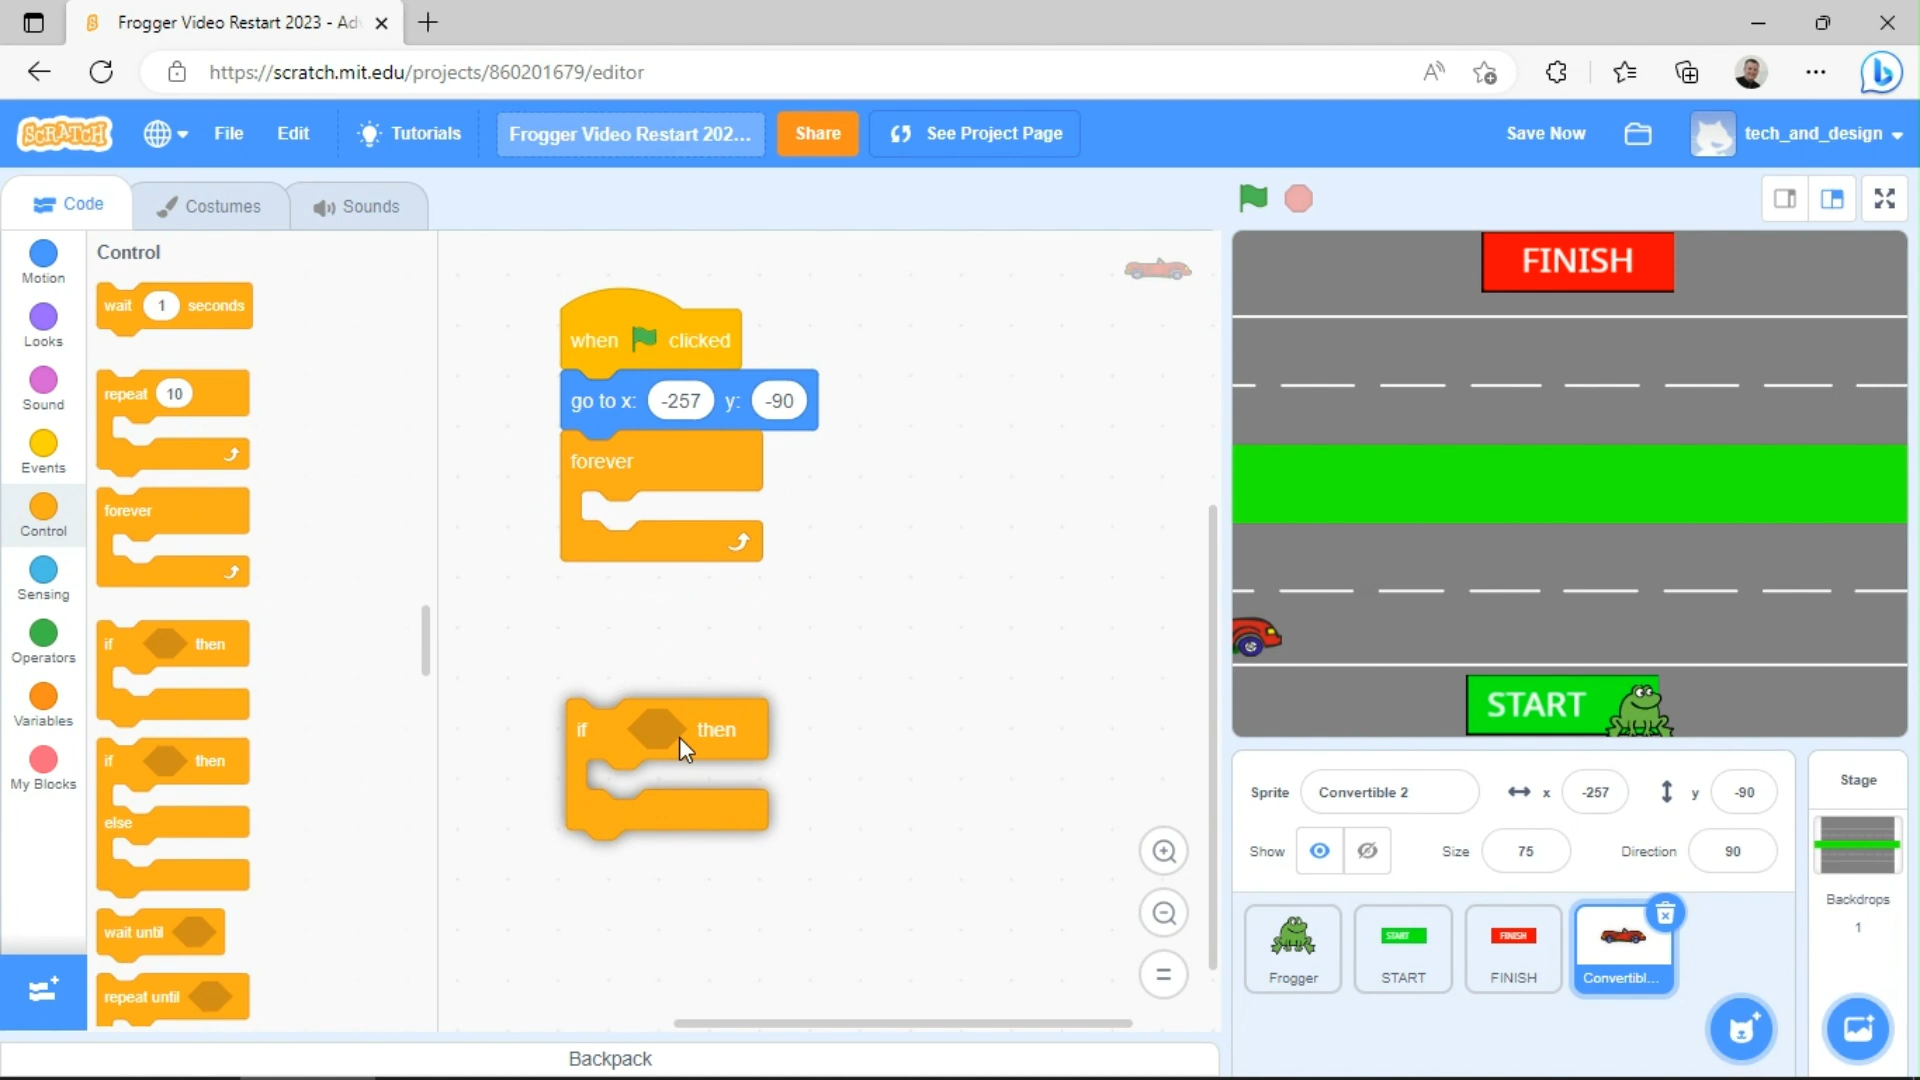 Frogger Video Restart 2023 - Ad
https://scratch.mit.edu/projects/860201679/editor
SCRATCH
File
Edit
Tutorials
Frogger Video Restart 202...
Share
See Project Page
Save Now
tech_and_design
Code
Costumes
Sounds
Motion
Looks
Sound
Events
Control
Sensing
Operators
Variables
My Blocks
Control
wait 1 seconds
repeat 10
forever
if then
if then
else
wait until
repeat until
when clicked
go to x: -257 y: -90
forever
if then
Backpack
FINISH
START
Sprite Convertible 2 x -257 y -90
Show Size 75 Direction 90
Frogger
START
START
FINISH
FINISH
Convertibl...
Stage
Backdrops
1